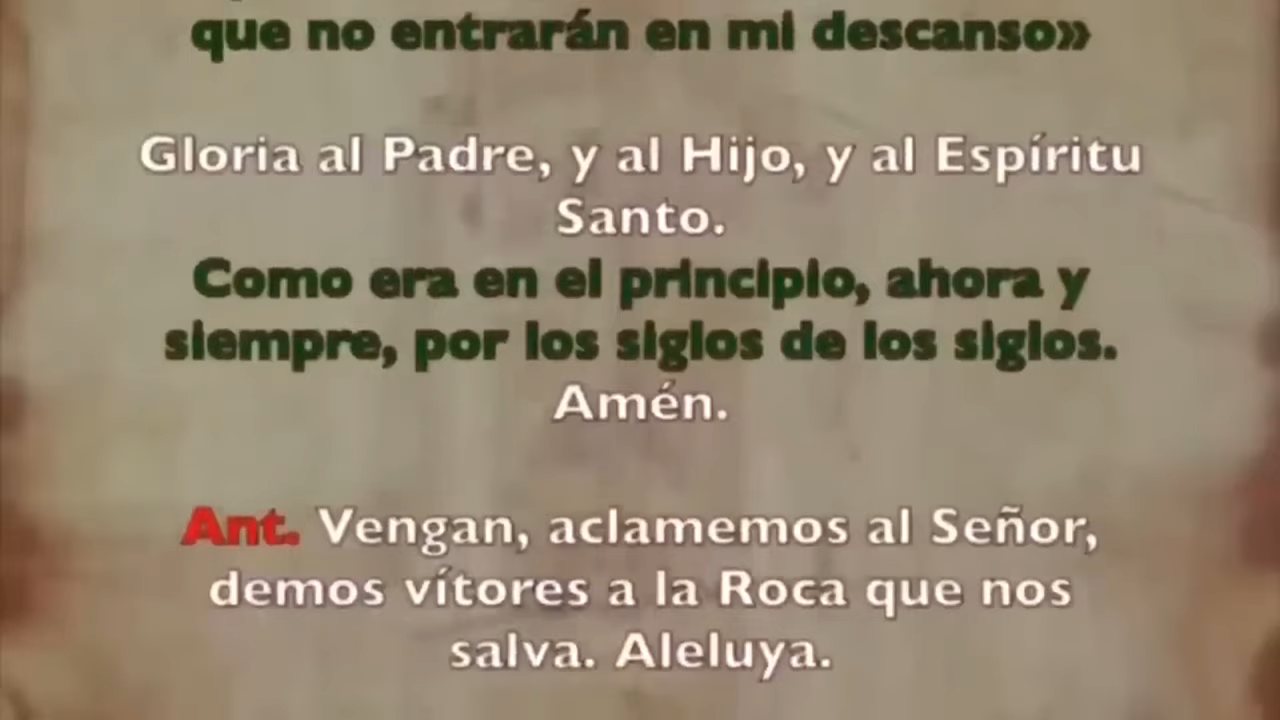 que no entrarán en mi descanso»
Gloria al Padre, y al Hijo, y al Espíritu
Santo.
Como era en el principio, ahora y
siempre, por los siglos de los siglos.
Amén.
Ant. Vengan, aclamemos al Señor,
demos vítores a la Roca que nos
salva. Aleluya.